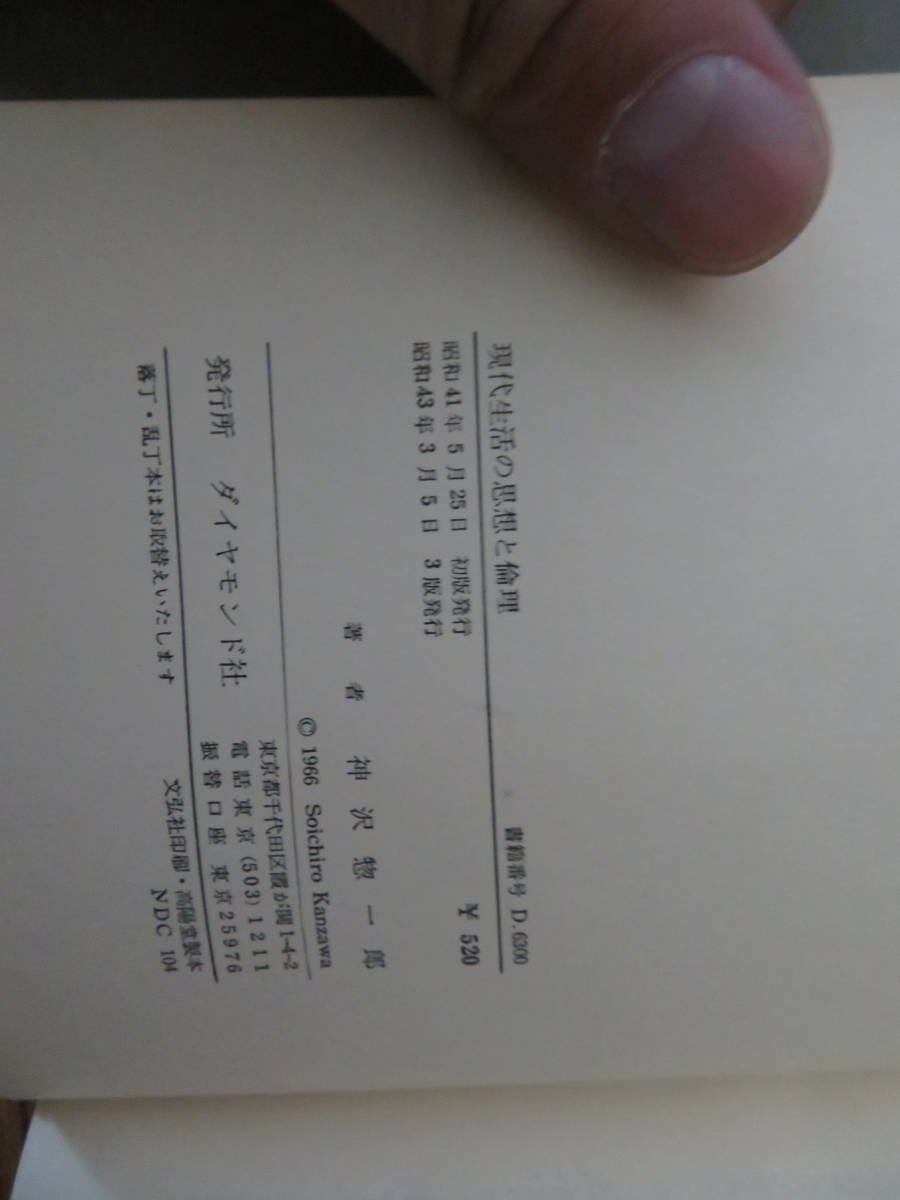 現代生活の思想と倫理
書籍番号 D.6300
昭和41年5月25日 初版発行
¥ 520
昭和43年3月5日 3版発行
著者 神沢惣一郎
© 1966 Soichiro Kanzawa
発行所 ダイヤモンド社
東京都千代田区霞が関1-4-2
電話東京(503)1211
振替口座 東京25976
落丁・乱丁本はお取替えいたします
文弘社印刷・高陽堂製本
NDC 104